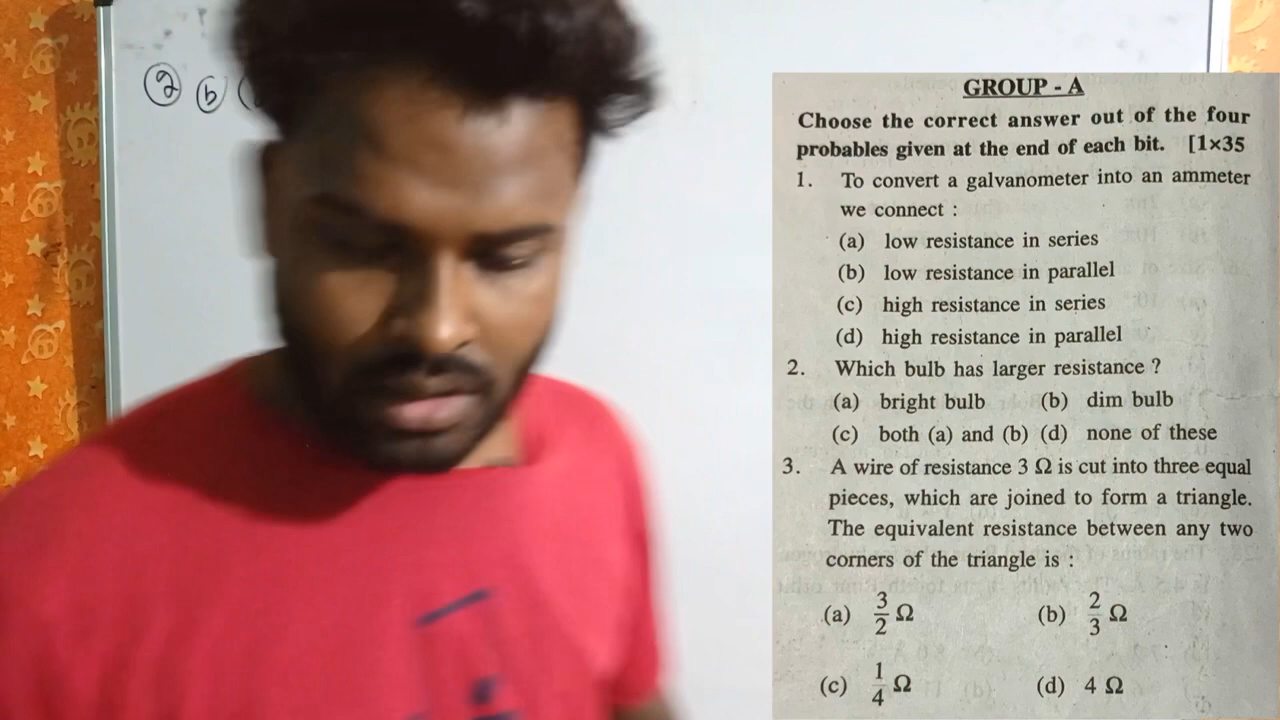 a b
GROUP - A
Choose the correct answer out of the four
probables given at the end of each bit. [1×35
1. To convert a galvanometer into an ammeter
we connect :
(a) low resistance in series
(b) low resistance in parallel
(c) high resistance in series
(d) high resistance in parallel
2. Which bulb has larger resistance ?
(a) bright bulb (b) dim bulb
(c) both (a) and (b) (d) none of these
3. A wire of resistance 3 Ω is cut into three equal
pieces, which are joined to form a triangle.
The equivalent resistance between any two
corners of the triangle is :
(a) 3/2 Ω (b) 2/3 Ω
(c) 1/4 Ω (d) 4 Ω